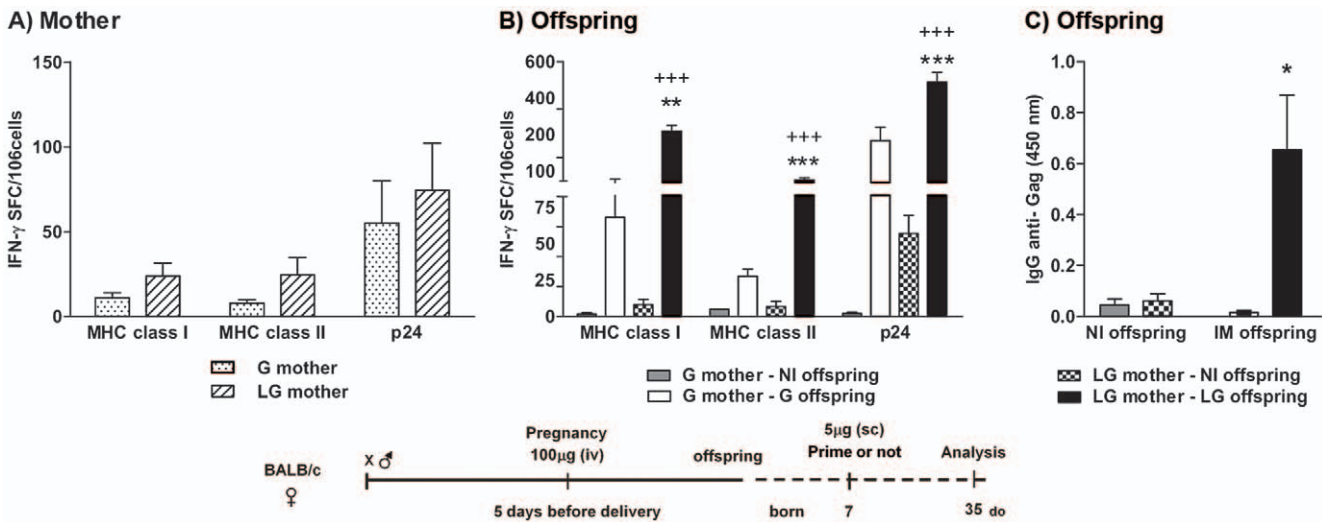 A) Mother
150
100
50
0
IFN-γ SFC/106cells
MHC class I MHC class II p24
G mother
LG mother
B) Offspring
600
400
200
100
75
50
25
0
IFN-γ SFC/106cells
+++
**
+++
***
+++
***
MHC class I MHC class II p24
G mother - NI offspring
G mother - G offspring
C) Offspring
1.0
0.8
0.6
0.4
0.2
0.0
IgG anti- Gag (450 nm)
*
NI offspring IM offspring
LG mother - NI offspring
LG mother - LG offspring
BALB/c
♀
X ♂
Pregnancy
100μg (iv)
5 days before delivery
offspring
born
5μg (sc)
Prime or not
7
Analysis
35 do